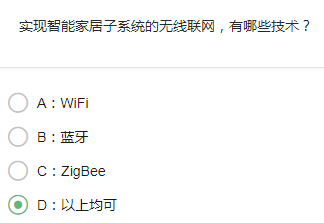 实现智能家居子系统的无线联网，有哪些技术？
A：WiFi
B：蓝牙
C：ZigBee
D：以上均可